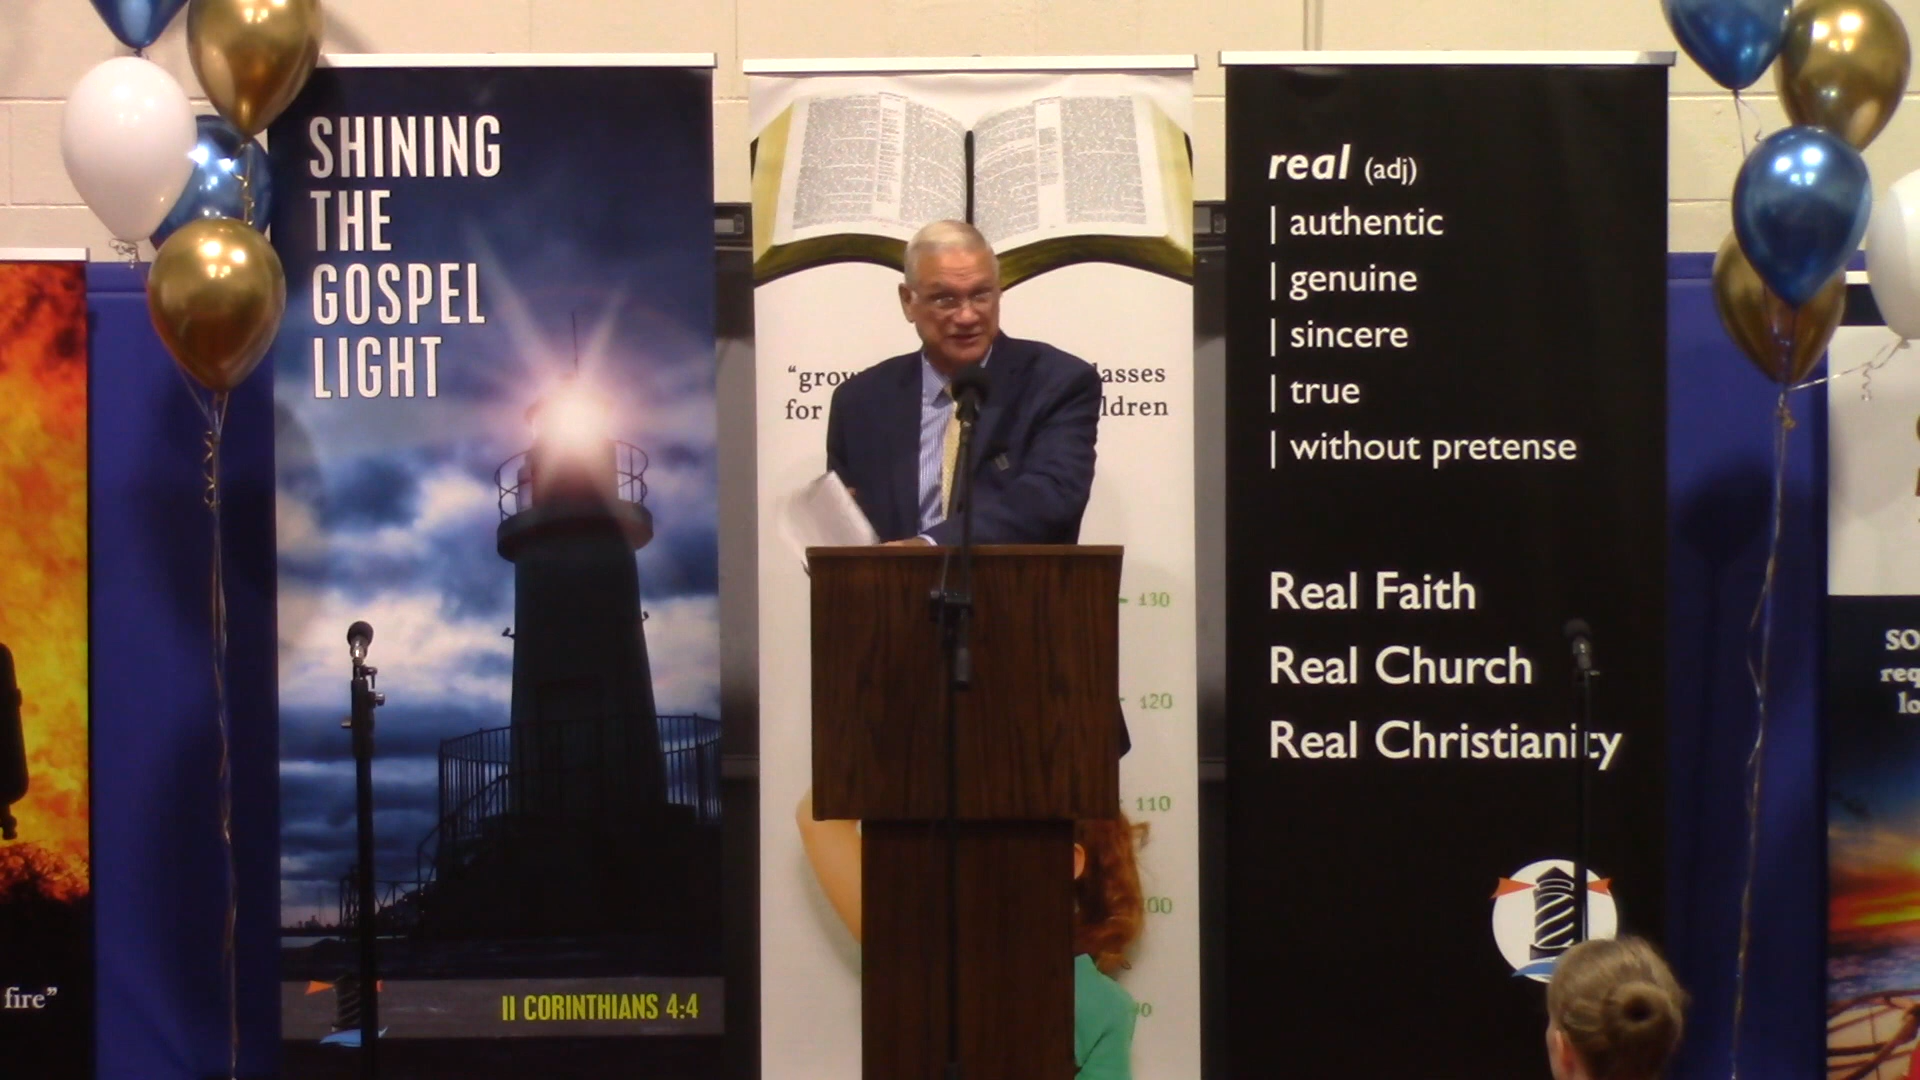 SHINING
THE
GOSPEL
LIGHT
II CORINTHIANS 4:4
fire”
for
130
120
110
real (adj)
| authentic
| genuine
| sincere
| true
| without pretense
Real Faith
Real Church
Real Christianity